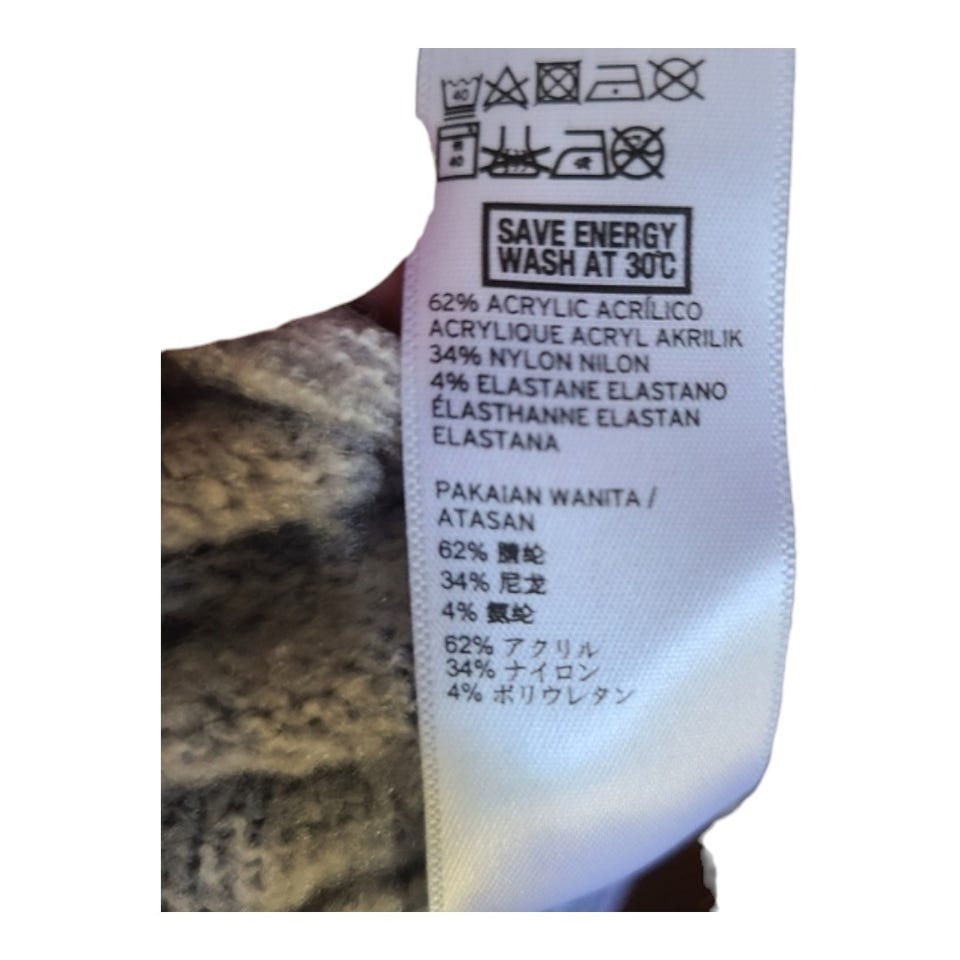 40
40
SAVE ENERGY
WASH AT 30°C
62% ACRYLIC ACRÍLICO
ACRYLIQUE ACRYL AKRILIK
34% NYLON NILON
4% ELASTANE ELASTANO
ÉLASTHANNE ELASTAN
ELASTANA
PAKAIAN WANITA /
ATASAN
62% 腈纶
34% 尼龙
4% 氨纶
62% アクリル
34% ナイロン
4% ポリウレタン